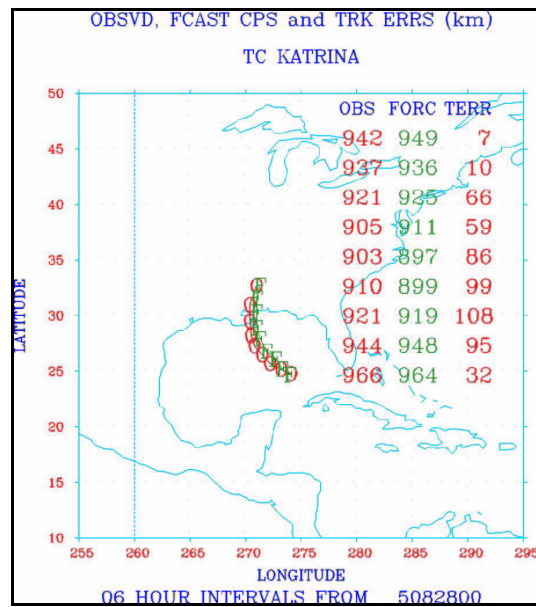 OBSVD, FCAST CPS and TRK ERRS (km)
TC KATRINA
OBS FORC TERR
942 949 7
937 936 10
921 925 66
905 911 59
903 897 86
910 899 99
921 919 108
944 948 95
966 964 32
50
45
40
35
30
25
20
15
10
LATITUDE
255 260 265 270 275 280 285 290 295
LONGITUDE
06 HOUR INTERVALS FROM 5082800